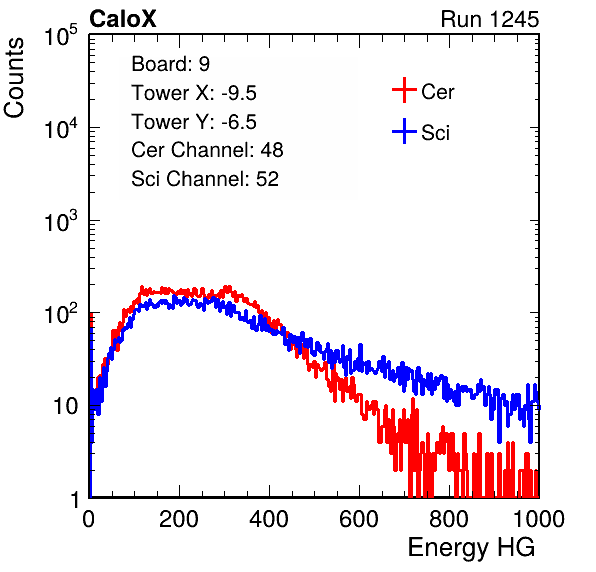 CaloX Run 1245
Counts
10^5
10^4
10^3
10^2
10
1
Board: 9
Tower X: -9.5
Tower Y: -6.5
Cer Channel: 48
Sci Channel: 52
Cer
Sci
0 200 400 600 800 1000
Energy HG